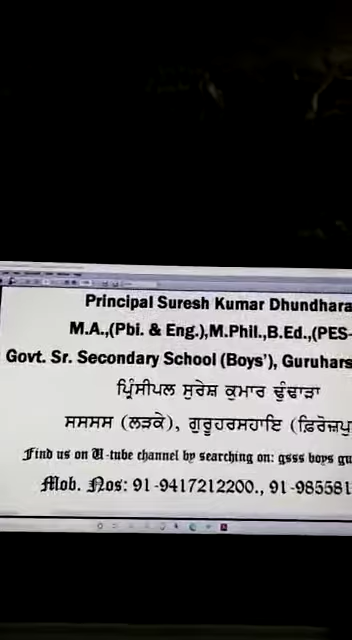 Principal Suresh Kumar Dhundhara
M.A.,(Pbi. & Eng.),M.Phil.,B.Ed.,(PES-
Govt. Sr. Secondary School (Boys'), Guruhars
ਪ੍ਰਿੰਸੀਪਲ ਸੁਰੇਸ਼ ਕੁਮਾਰ ਢੁੰਢਾੜਾ
ਸਸਸਸ (ਲੜਕੇ), ਗੁਰੂਹਰਸਹਾਇ (ਫ਼ਿਰੋਜ਼ਪੁ
Find us on U-tube channel by searching on: gsss boys gu
Mob. Nos: 91-9417212200., 91-985581